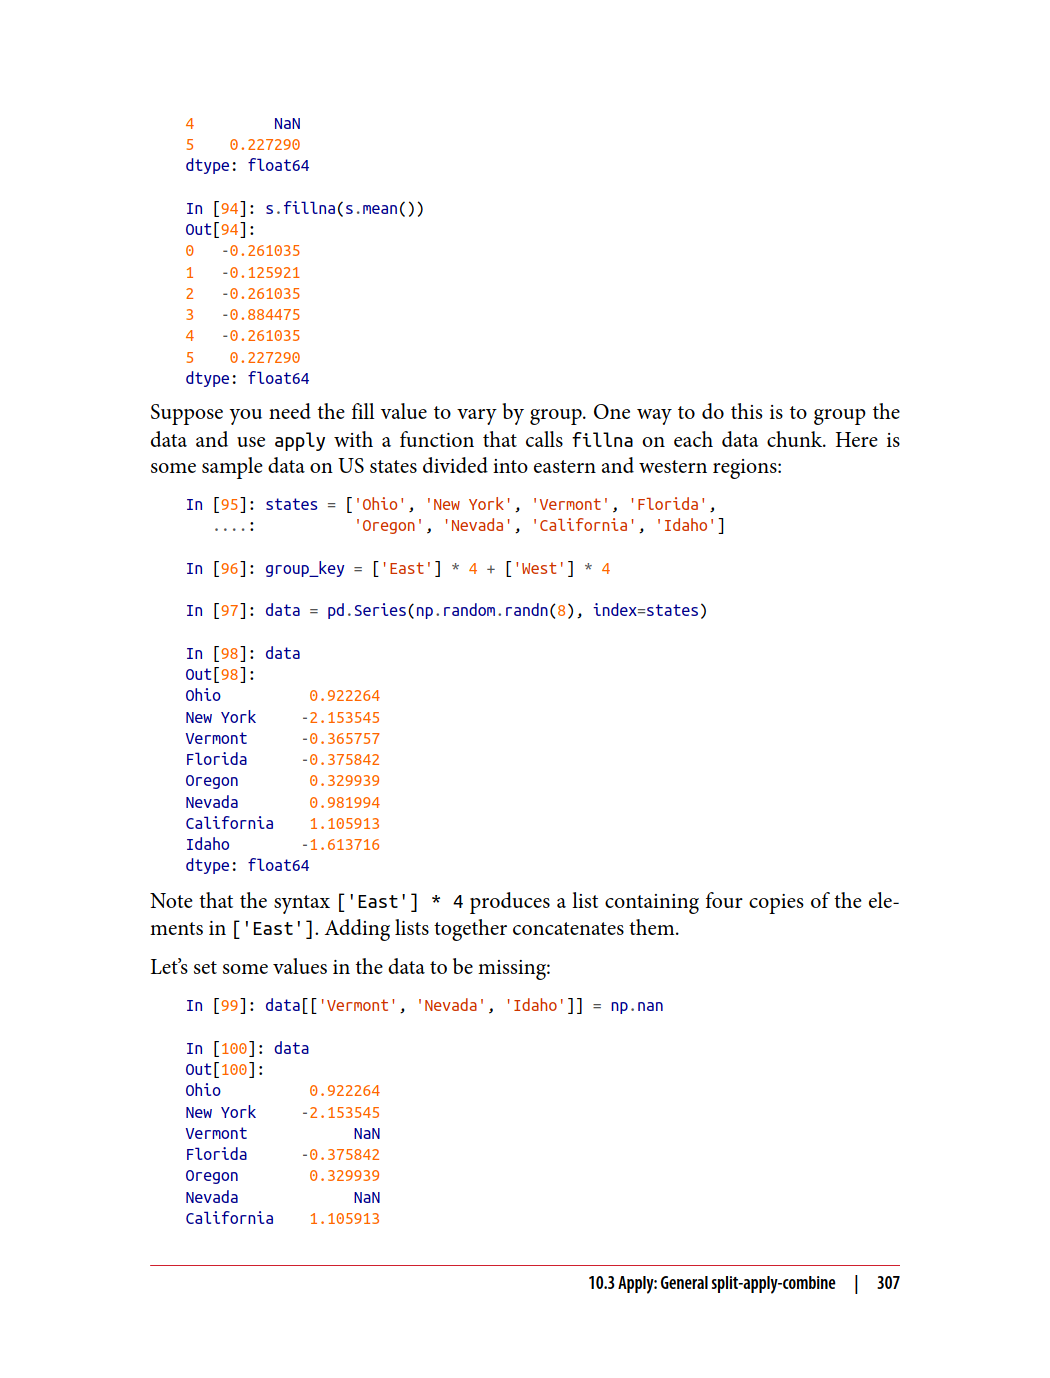 4         NaN
5    0.227290
dtype: float64
In [94]: s.fillna(s.mean())
Out[94]:
0   -0.261035
1   -0.125921
2   -0.261035
3   -0.884475
4   -0.261035
5    0.227290
dtype: float64
Suppose you need the fill value to vary by group. One way to do this is to group the
data and use apply with a function that calls fillna on each data chunk. Here is
some sample data on US states divided into eastern and western regions:
In [95]: states = ['Ohio', 'New York', 'Vermont', 'Florida',
   ....:           'Oregon', 'Nevada', 'California', 'Idaho']
In [96]: group_key = ['East'] * 4 + ['West'] * 4
In [97]: data = pd.Series(np.random.randn(8), index=states)
In [98]: data
Out[98]:
Ohio          0.922264
New York     -2.153545
Vermont      -0.365757
Florida      -0.375842
Oregon        0.329939
Nevada        0.981994
California    1.105913
Idaho        -1.613716
dtype: float64
Note that the syntax ['East'] * 4 produces a list containing four copies of the ele-
ments in ['East']. Adding lists together concatenates them.
Let's set some values in the data to be missing:
In [99]: data[['Vermont', 'Nevada', 'Idaho']] = np.nan
In [100]: data
Out[100]:
Ohio          0.922264
New York     -2.153545
Vermont            NaN
Florida      -0.375842
Oregon        0.329939
Nevada             NaN
California    1.105913
10.3 Apply: General split-apply-combine | 307